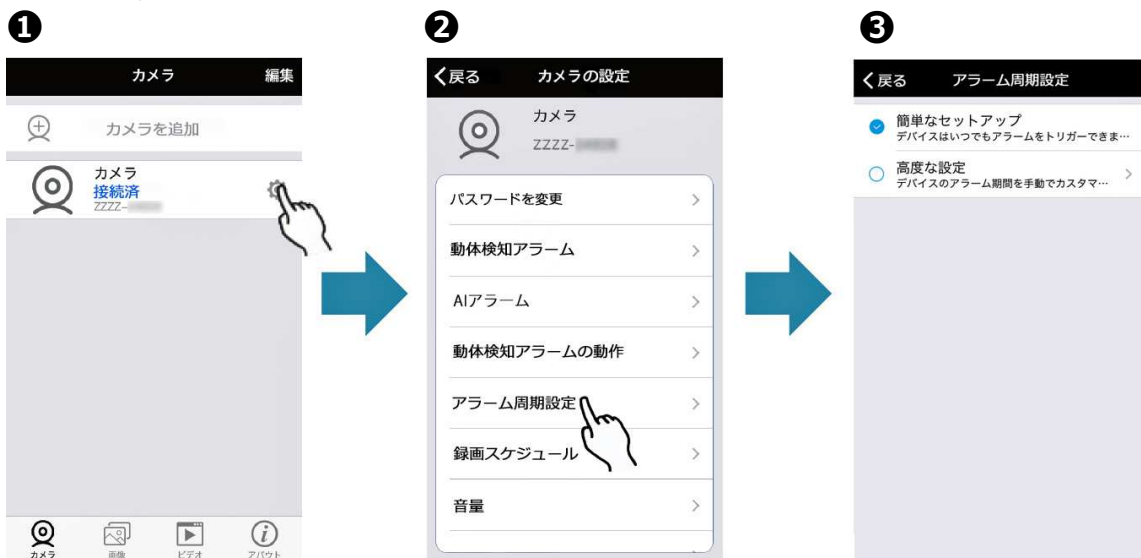 ❶
カメラ
編集
カメラを追加
カメラ
接続済
ZZZZ-
カメラ
画像
ビデオ
アバウト
❷
戻る
カメラの設定
カメラ
ZZZZ-
パスワードを変更
動体検知アラーム
AIアラーム
動体検知アラームの動作
アラーム周期設定
録画スケジュール
音量
❸
戻る
アラーム周期設定
簡単なセットアップ
デバイスはいつでもアラームをトリガーできま…
高度な設定
デバイスのアラーム期間を手動でカスタマ…